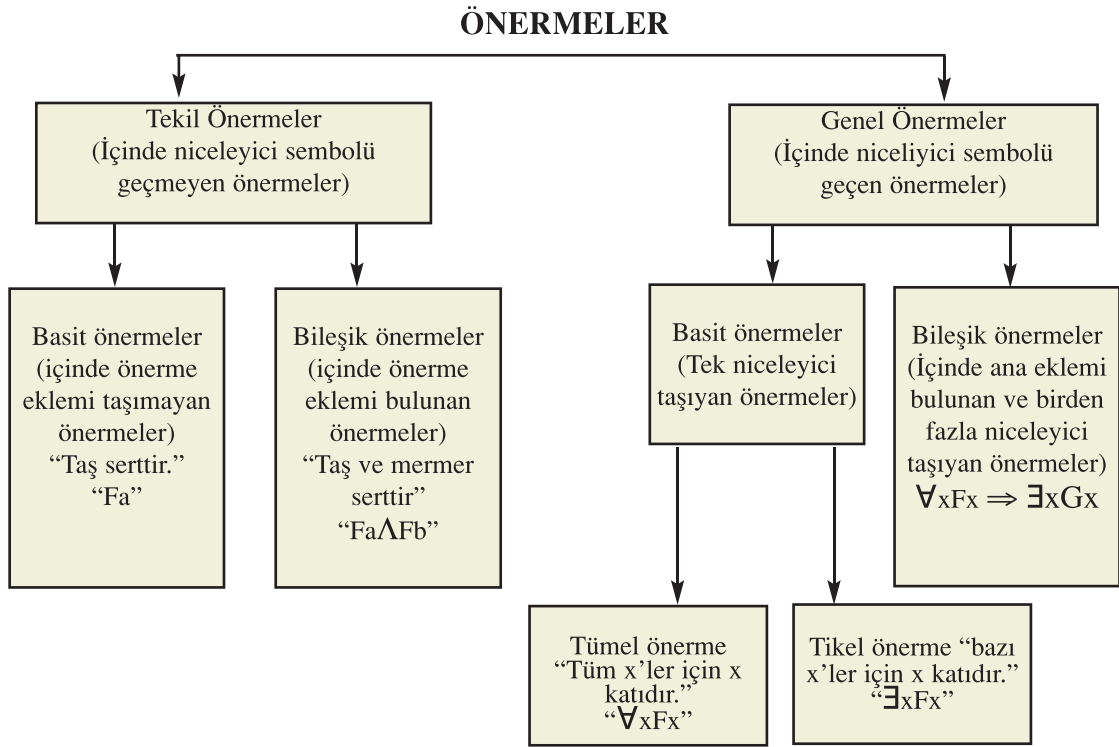 ÖNERMELER
Tekil Önermeler
(İçinde niceleyici sembolü
geçmeyen önermeler)
Genel Önermeler
(İçinde niceliyici sembolü
geçen önermeler)
Basit önermeler
(içinde önerme
eklemi taşımayan
önermeler)
“Taş serttir.”
“Fa”
Bileşik önermeler
(içinde önerme
eklemi bulunan
önermeler)
“Taş ve mermer
serttir”
“FaΛFb”
Basit önermeler
(Tek niceleyici
taşıyan önermeler)
Bileşik önermeler
(İçinde ana eklemi
bulunan ve birden
fazla niceleyici
taşıyan önermeler)
∀xFx ⇒ ∃xGx
Tümel önerme
“Tüm x’ler için x
katıdır.”
“∀xFx”
Tikel önerme “bazı
x’ler için x katıdır.”
“∃xFx”